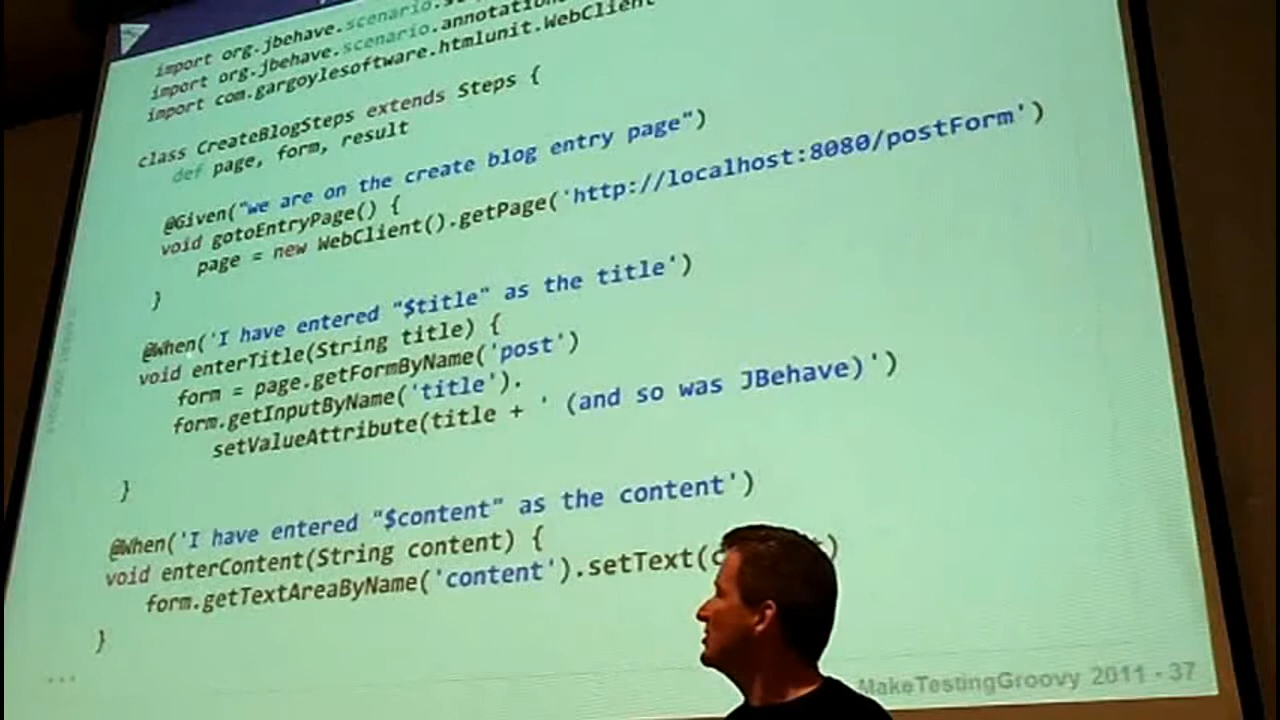 import org.jbehave.scenario.
import org.jbehave.scenario.annotations
import com.gargoylesoftware.htmlunit.WebClient
class CreateBlogSteps extends Steps {
def page, form, result
@Given("we are on the create blog entry page")
void gotoEntryPage() {
page = new WebClient().getPage('http://localhost:8080/postForm')
}
@When('I have entered "$title" as the title')
void enterTitle(String title) {
form = page.getFormByName('post')
form.getInputByName('title').
setValueAttribute(title + ' (and so was JBehave)')
}
@When('I have entered "$content" as the content')
void enterContent(String content) {
form.getTextAreaByName('content').setText(c t)
}
...
MakeTestingGroovy 2011 - 37